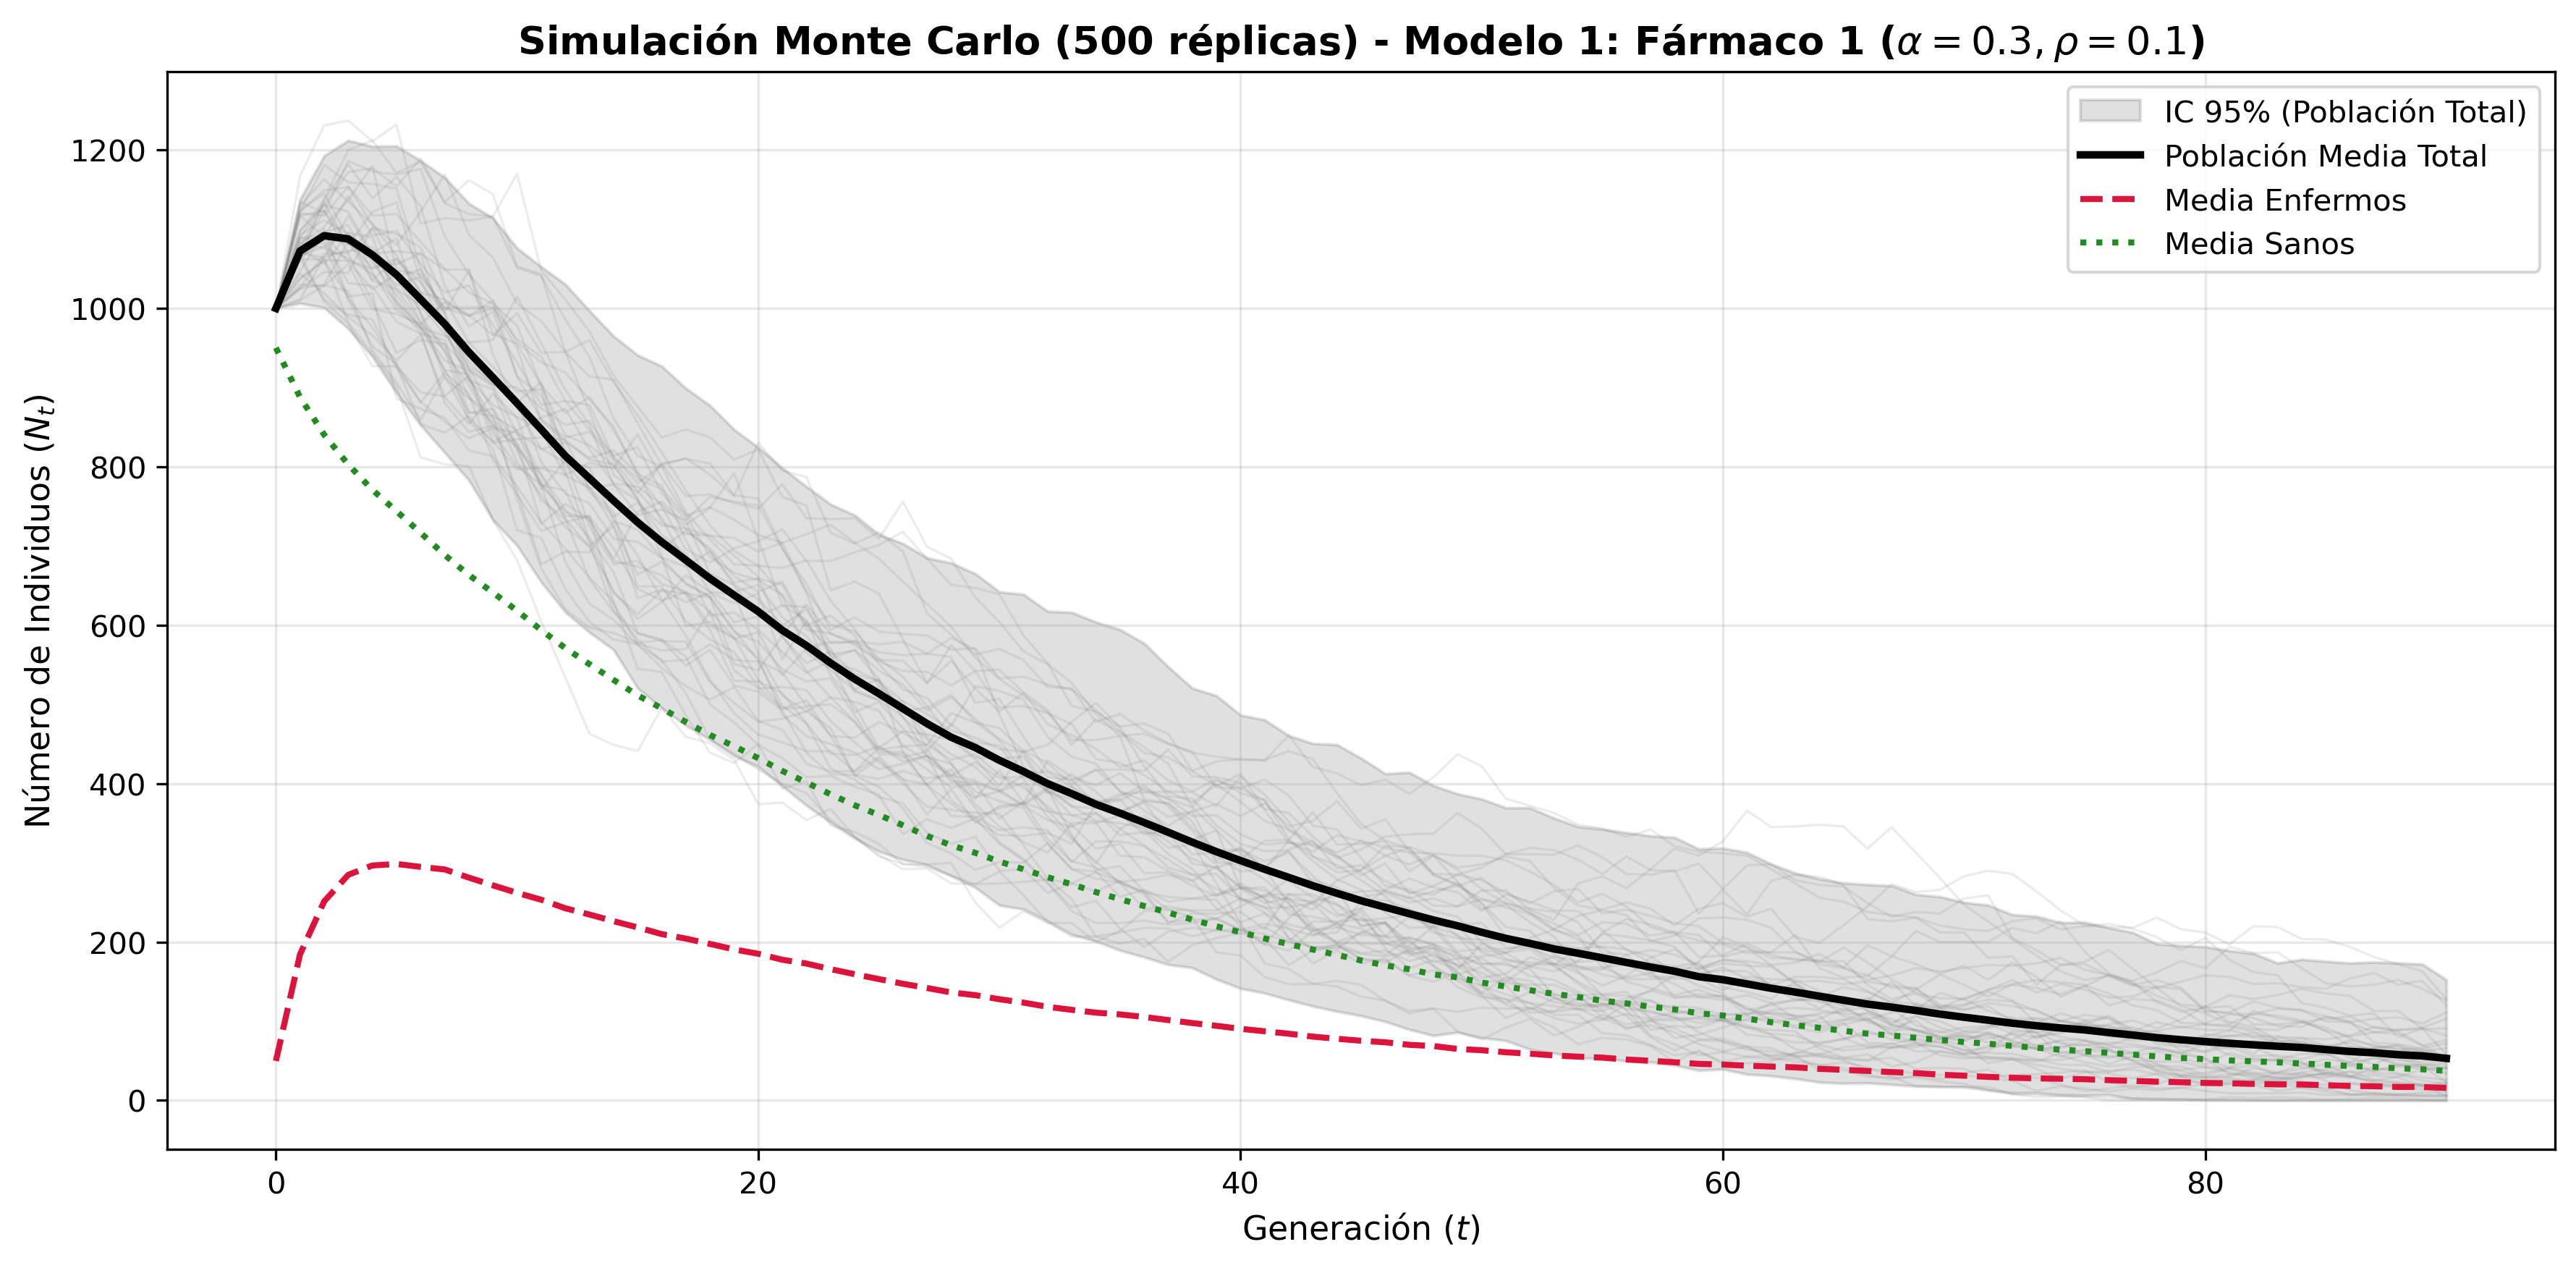 Simulación Monte Carlo (500 réplicas) - Modelo 1: Fármaco 1 (α = 0.3, ρ = 0.1)
IC 95% (Población Total)
Población Media Total
Media Enfermos
Media Sanos
Número de Individuos (Nₜ)
1200
1000
800
600
400
200
0
0 20 40 60 80
Generación (t)